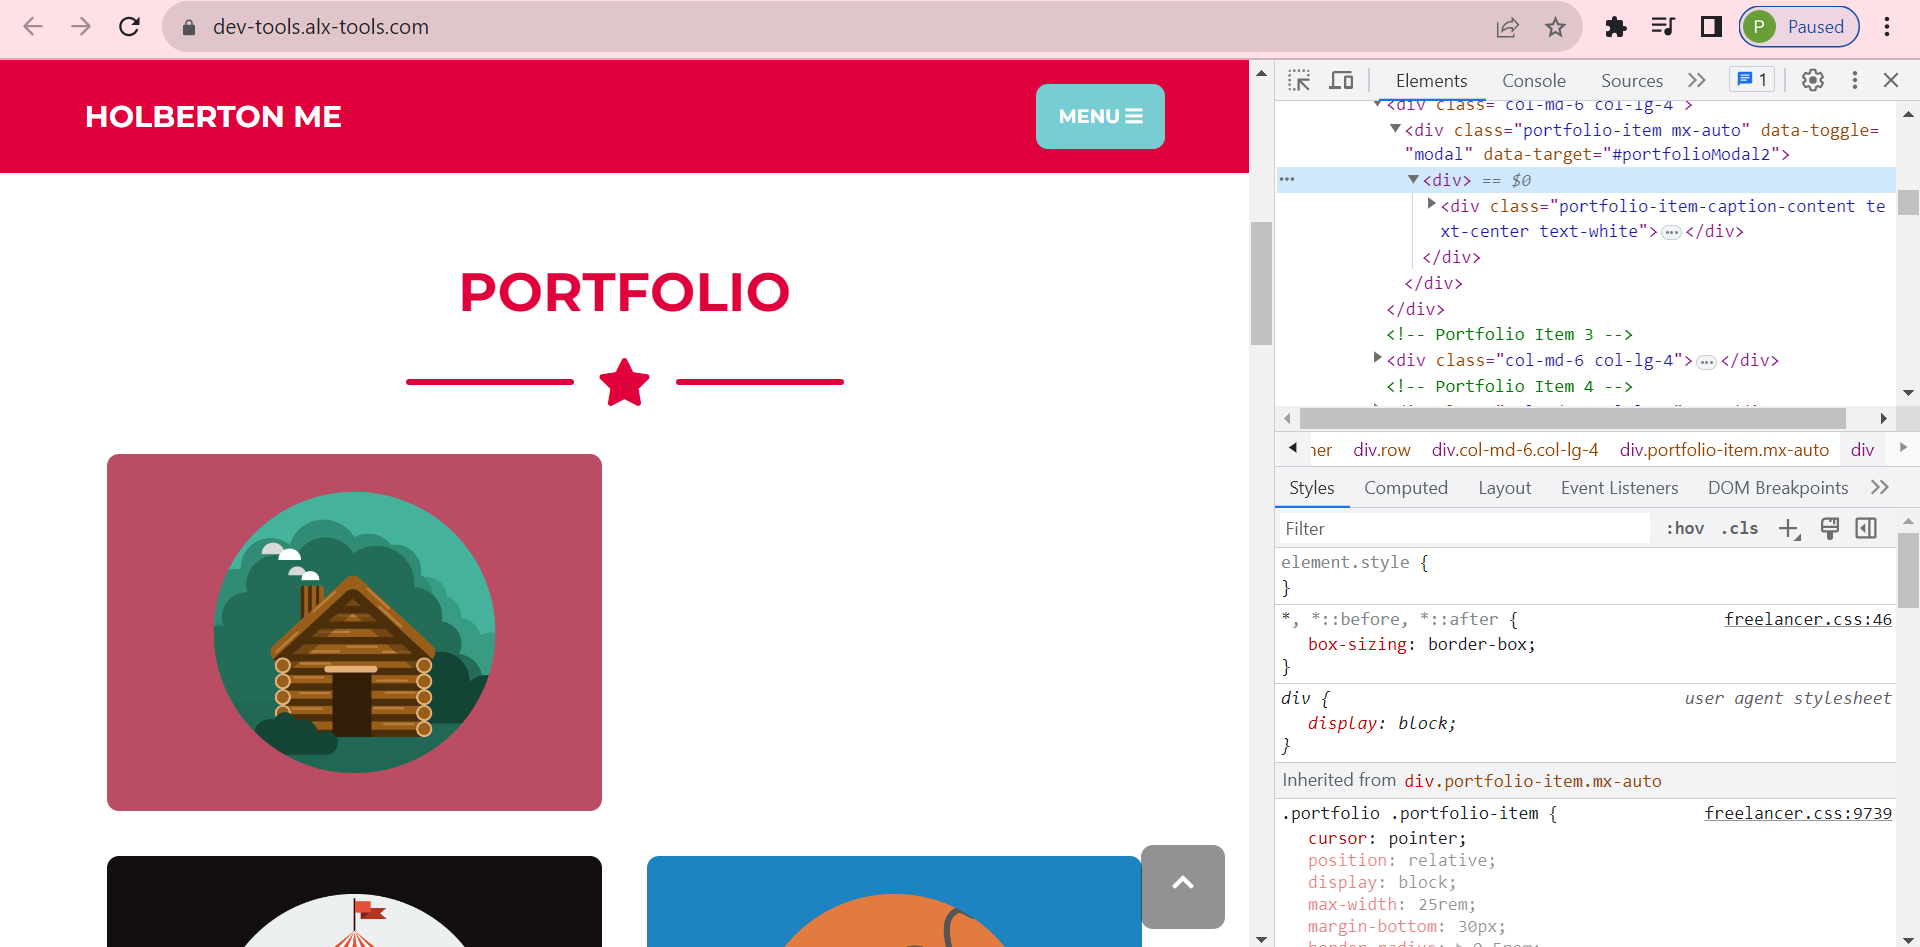 dev-tools.alx-tools.com
P Paused
HOLBERTON ME
MENU
PORTFOLIO
Elements Console Sources 1
<div class="col-md-6 col-lg-4">
<div class="portfolio-item mx-auto" data-toggle=
"modal" data-target="#portfolioModal2">
<div> == $0
<div class="portfolio-item-caption-content te
xt-center text-white">…</div>
</div>
</div>
</div>
<!-- Portfolio Item 3 -->
<div class="col-md-6 col-lg-4">…</div>
<!-- Portfolio Item 4 -->
ner div.row div.col-md-6.col-lg-4 div.portfolio-item.mx-auto div
Styles Computed Layout Event Listeners DOM Breakpoints
Filter :hov .cls
element.style {
}
*, *::before, *::after { freelancer.css:46
box-sizing: border-box;
}
div { user agent stylesheet
display: block;
}
Inherited from div.portfolio-item.mx-auto
.portfolio .portfolio-item { freelancer.css:9739
cursor: pointer;
position: relative;
display: block;
max-width: 25rem;
margin-bottom: 30px;
border-radius: 0.5rem;